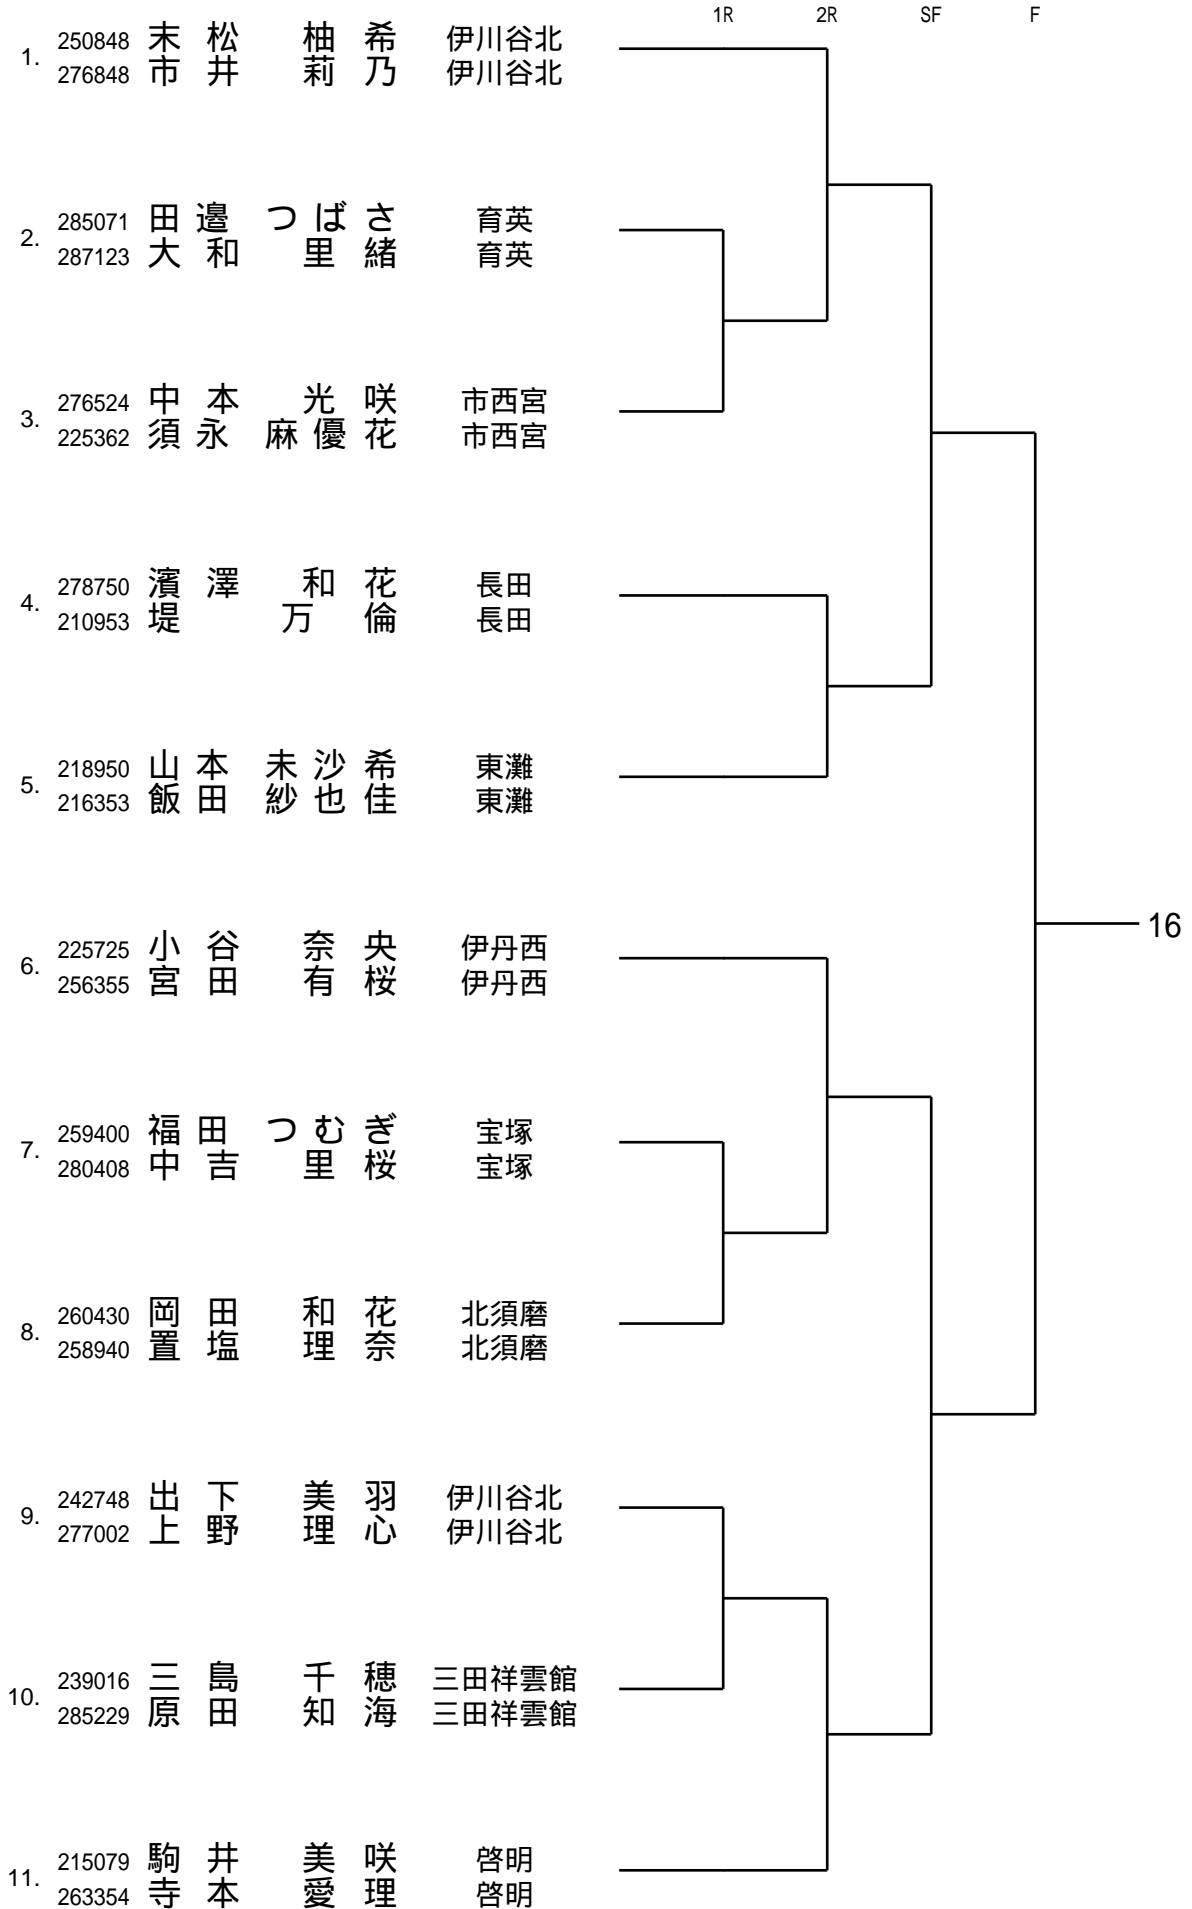 1R 2R SF F
1. 250848 末松 柚希 伊川谷北
276848 市井 莉乃 伊川谷北
2. 285071 田邉 つばさ 育英
287123 大和 里緒 育英
3. 276524 中本 光咲 市西宮
225362 須永 麻優花 市西宮
4. 278750 濱澤 和花 長田
210953 堤 万倫 長田
5. 218950 山本 未沙希 東灘
216353 飯田 紗也佳 東灘
16
6. 225725 小谷 奈央 伊丹西
256355 宮田 有桜 伊丹西
7. 259400 福田 つむぎ 宝塚
280408 中吉 里桜 宝塚
8. 260430 岡田 和花 北須磨
258940 置塩 理奈 北須磨
9. 242748 出下 美羽 伊川谷北
277002 上野 理心 伊川谷北
10. 239016 三島 千穂 三田祥雲館
285229 原田 知海 三田祥雲館
11. 215079 駒井 美咲 啓明
263354 寺本 愛理 啓明